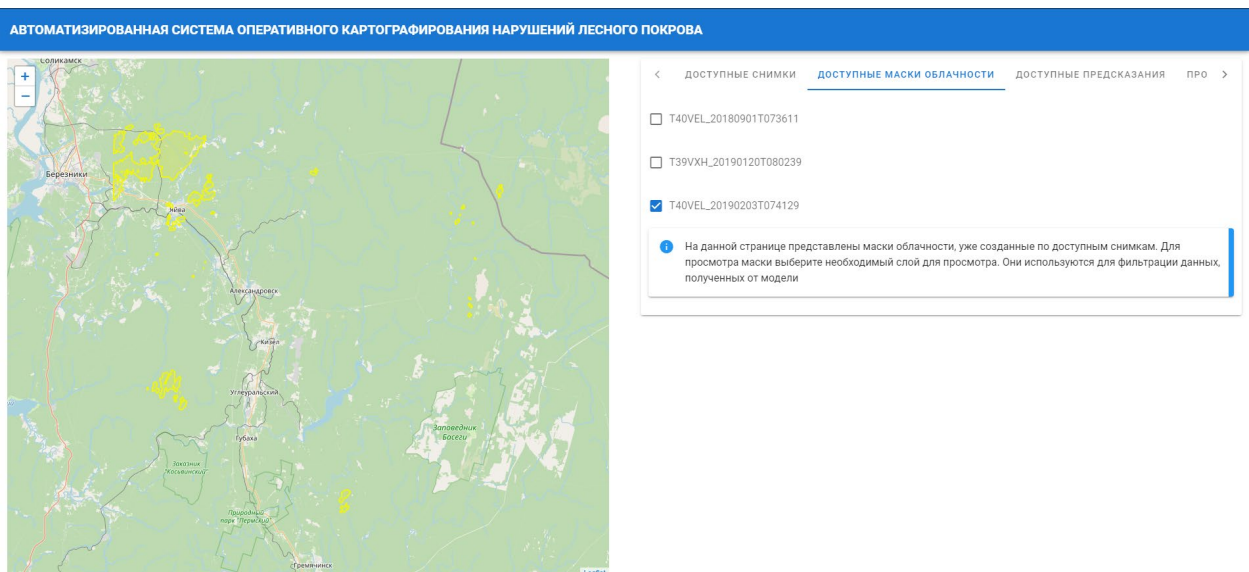 АВТОМАТИЗИРОВАННАЯ СИСТЕМА ОПЕРАТИВНОГО КАРТОГРАФИРОВАНИЯ НАРУШЕНИЙ ЛЕСНОГО ПОКРОВА
Соликамск
+
−
Березники
Яйва
Александровск
Кизел
Углеуральский
Губаха
Заповедник
Басеги
Заказник
"Косьвинский"
Природный
парк "Пермский"
Гремячинск
Leaflet
ДОСТУПНЫЕ СНИМКИ ДОСТУПНЫЕ МАСКИ ОБЛАЧНОСТИ ДОСТУПНЫЕ ПРЕДСКАЗАНИЯ ПРО
T40VEL_20180901T073611
T39VXH_20190120T080239
T40VEL_20190203T074129
На данной странице представлены маски облачности, уже созданные по доступным снимкам. Для
просмотра маски выберите необходимый слой для просмотра. Они используются для фильтрации данных,
полученных от модели